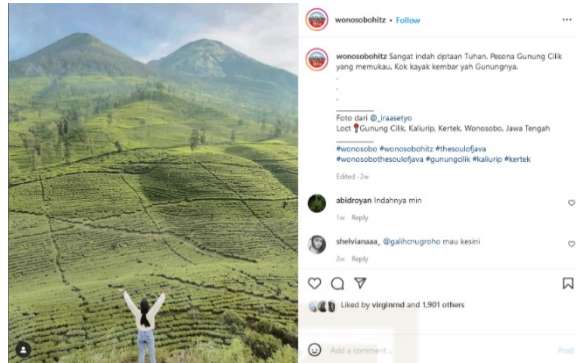 wonosobohitz • Follow
wonosobohitz Sangat indah ciptaan Tuhan. Pesona Gunung Cilik
yang memukau. Kok kayak kembar yah Gunungnya.
.
.
.
Foto dari @_iraasetyo
Loct 📍Gunung Cilik, Kaliurip, Kertek, Wonosobo, Jawa Tengah
#wonosobo #wonosobohitz #thesoulofjava
#wonosobothesoulofjava #gunungcilik #kaliurip #kertek
Edited · 2w
abidroyan Indahnya min
1w Reply
shelvianaaa_ @galihcnugroho mau kesini
2w Reply
Liked by virginrnd and 1,901 others
Add a comment...
Post